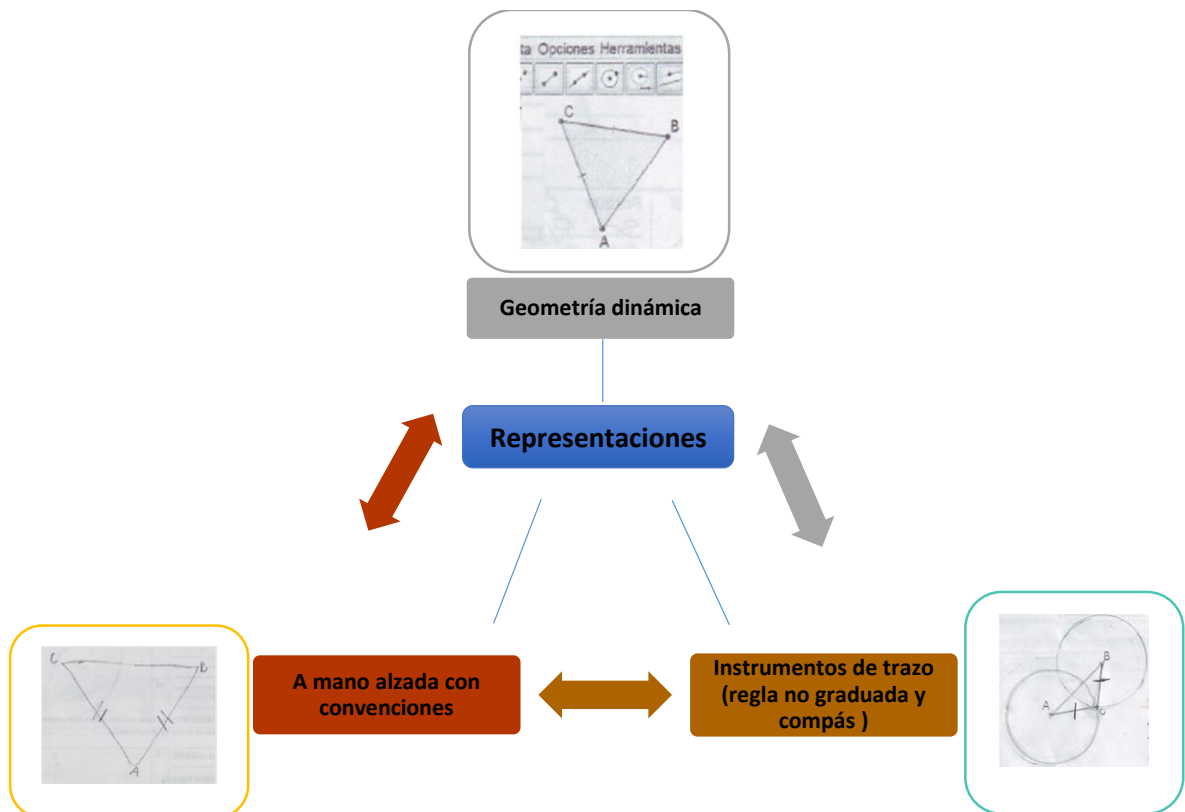 ta Opciones Herramientas
C
B
A
Geometría dinámica
Representaciones
C
A
A mano alzada con
convenciones
Instrumentos de trazo
(regla no graduada y
compás )
B
A
C